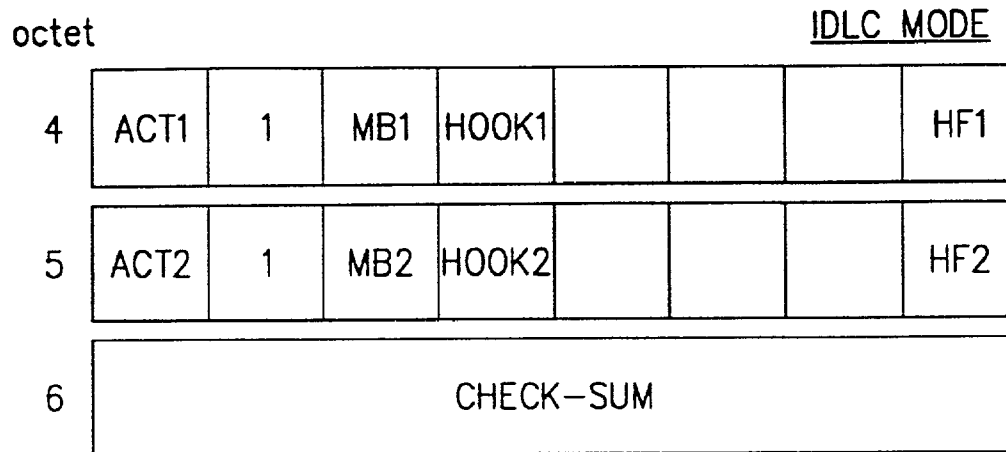 octet IDLC MODE
4 ACT1 1 MB1 HOOK1 HF1
5 ACT2 1 MB2 HOOK2 HF2
6 CHECK-SUM